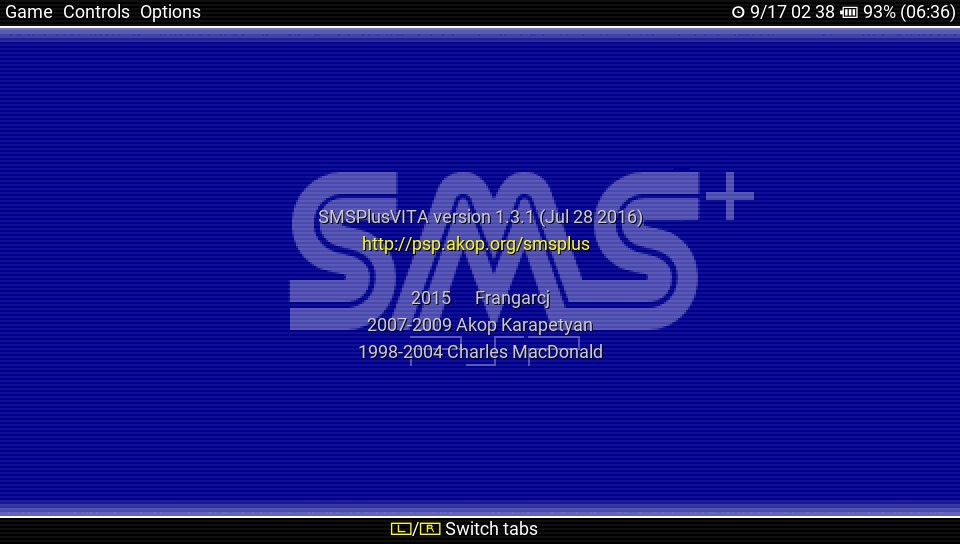 Game Controls Options 9/17 02 38 93% (06:36)
SMS+
SMSPlusVITA version 1.3.1 (Jul 28 2016)
http://psp.akop.org/smsplus
2015 Frangarcj
2007-2009 Akop Karapetyan
1998-2004 Charles MacDonald
L/R Switch tabs